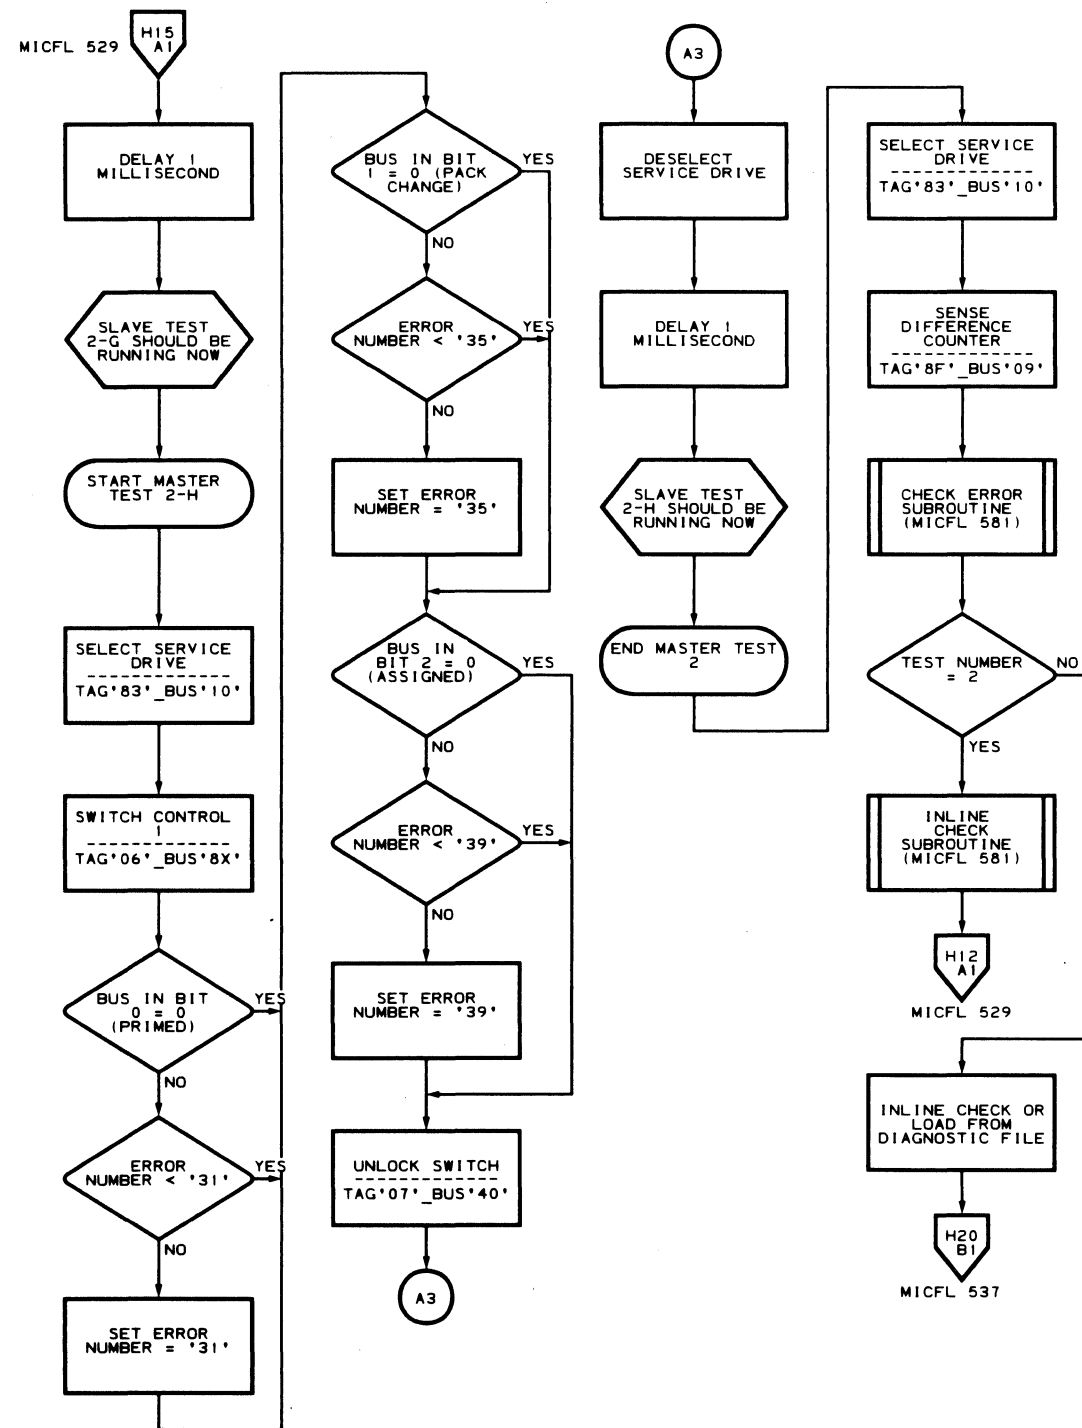 MICFL 529
H15
A1
DELAY 1
MILLISECOND
SLAVE TEST
2-G SHOULD BE
RUNNING NOW
START MASTER
TEST 2-H
SELECT SERVICE
DRIVE
--------------
TAG'83'_BUS'10'
SWITCH CONTROL
1
--------------
TAG'06'_BUS'8X'
BUS IN BIT
0 = 0
(PRIMED)
YES
NO
ERROR
NUMBER < '31'
YES
NO
SET ERROR
NUMBER = '31'
BUS IN BIT
1 = 0 (PACK
CHANGE)
YES
NO
ERROR
NUMBER < '35'
YES
NO
SET ERROR
NUMBER = '35'
BUS IN
BIT 2 = 0
(ASSIGNED)
YES
NO
ERROR
NUMBER < '39'
YES
NO
SET ERROR
NUMBER = '39'
UNLOCK SWITCH
--------------
TAG'07'_BUS'40'
A3
A3
DESELECT
SERVICE DRIVE
DELAY 1
MILLISECOND
SLAVE TEST
2-H SHOULD BE
RUNNING NOW
END MASTER TEST
2
SELECT SERVICE
DRIVE
--------------
TAG'83'_BUS'10'
SENSE
DIFFERENCE
COUNTER
--------------
TAG'8F'_BUS'09'
CHECK ERROR
SUBROUTINE
(MICFL 581)
TEST NUMBER
= 2
NO
YES
INLINE
CHECK
SUBROUTINE
(MICFL 581)
H12
A1
MICFL 529
INLINE CHECK OR
LOAD FROM
DIAGNOSTIC FILE
H20
B1
MICFL 537